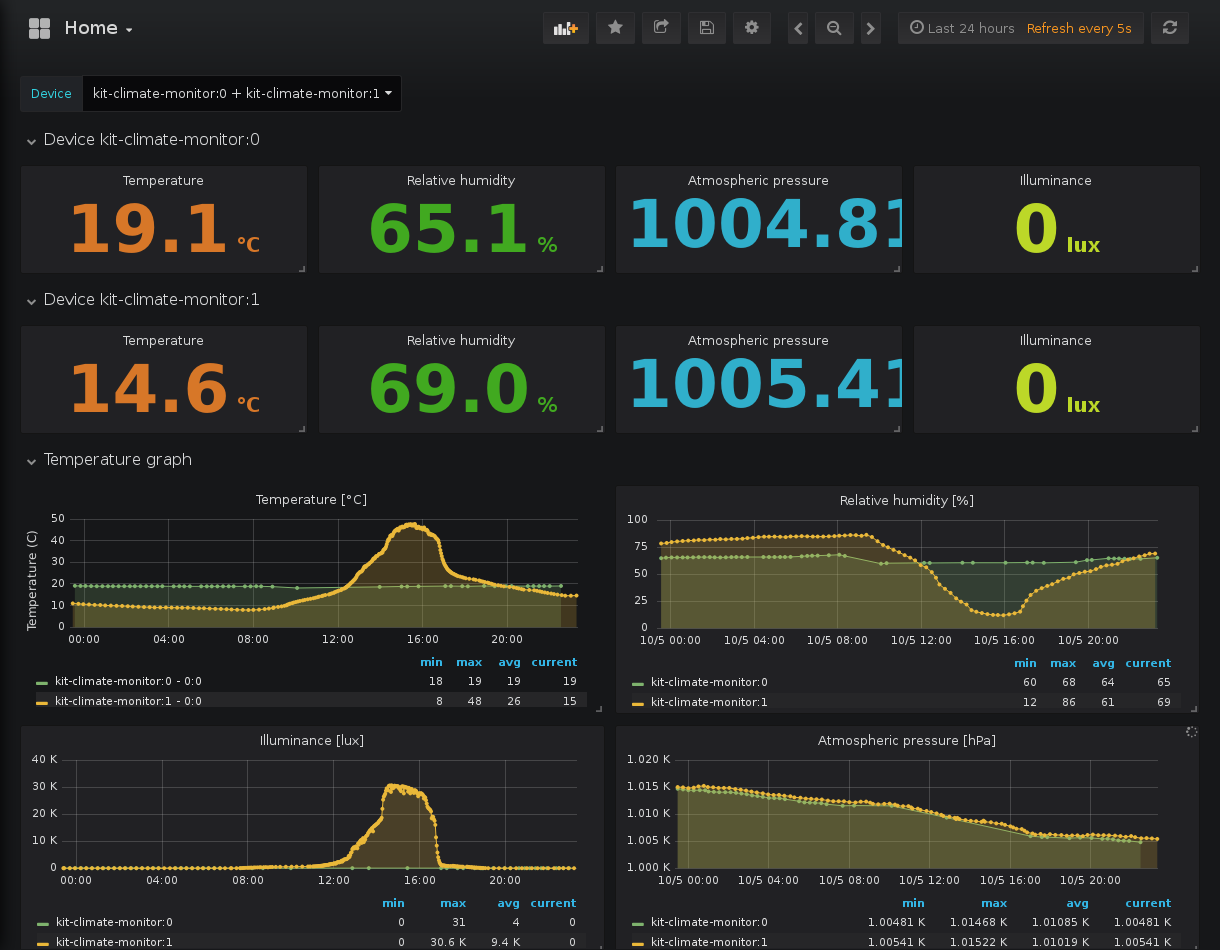 Home
Last 24 hours Refresh every 5s
Device kit-climate-monitor:0 + kit-climate-monitor:1
Device kit-climate-monitor:0
Temperature Relative humidity Atmospheric pressure Illuminance
19.1 °C 65.1 % 1004.81 0 lux
Device kit-climate-monitor:1
Temperature Relative humidity Atmospheric pressure Illuminance
14.6 °C 69.0 % 1005.41 0 lux
Temperature graph
Temperature [°C]
Temperature (C)
50
40
30
20
10
0
00:00 04:00 08:00 12:00 16:00 20:00
min max avg current
kit-climate-monitor:0 - 0:0 18 19 19 19
kit-climate-monitor:1 - 0:0 8 48 26 15
Relative humidity [%]
100
75
50
25
0
10/5 00:00 10/5 04:00 10/5 08:00 10/5 12:00 10/5 16:00 10/5 20:00
min max avg current
kit-climate-monitor:0 60 68 64 65
kit-climate-monitor:1 12 86 61 69
Illuminance [lux]
40 K
30 K
20 K
10 K
0
00:00 04:00 08:00 12:00 16:00 20:00
min max avg current
kit-climate-monitor:0 0 31 4 0
kit-climate-monitor:1 0 30.6 K 9.4 K 0
Atmospheric pressure [hPa]
1.020 K
1.015 K
1.010 K
1.005 K
1.000 K
10/5 00:00 10/5 04:00 10/5 08:00 10/5 12:00 10/5 16:00 10/5 20:00
min max avg current
kit-climate-monitor:0 1.00481 K 1.01468 K 1.01085 K 1.00481 K
kit-climate-monitor:1 1.00541 K 1.01522 K 1.01019 K 1.00541 K